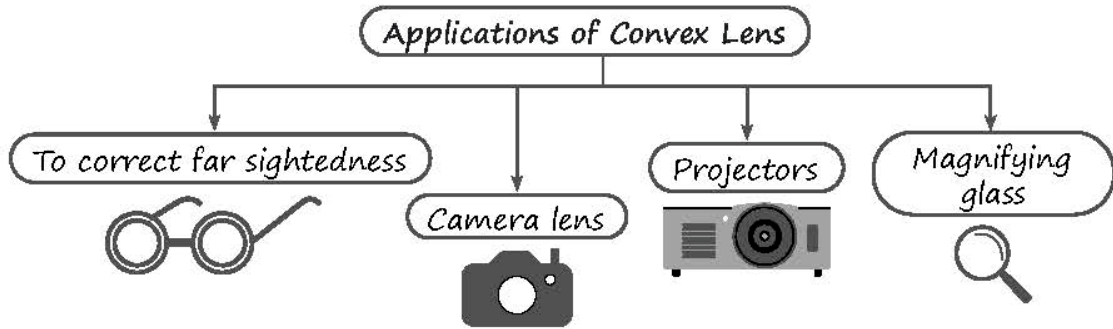 Applications of Convex Lens
To correct far sightedness
Camera lens
Projectors
Magnifying
glass